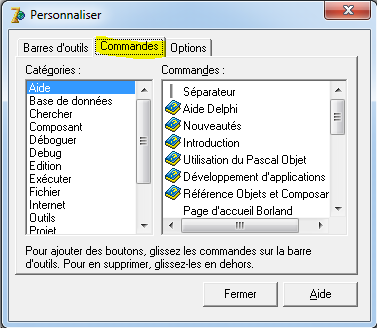 Personnaliser
Barres d'outils Commandes Options
Catégories :
Aide
Base de données
Chercher
Composant
Déboguer
Debug
Edition
Exécuter
Fichier
Internet
Outils
Projet
Commandes :
Séparateur
Aide Delphi
Nouveautés
Introduction
Utilisation du Pascal Objet
Développement d'applications
Référence Objets et Composar
Page d'accueil Borland
Pour ajouter des boutons, glissez les commandes sur la barre
d'outils. Pour en supprimer, glissez-les en dehors.
Fermer Aide